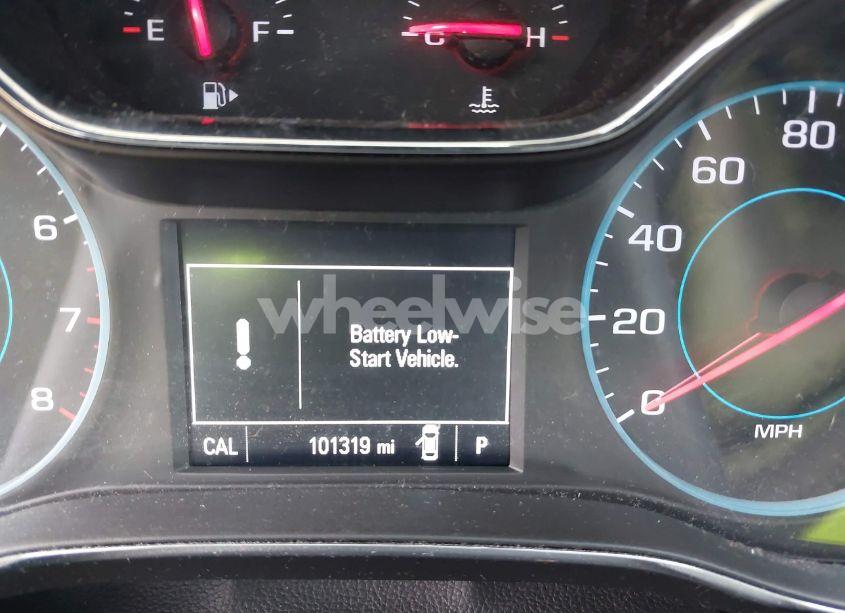 E F C H
6
7
8
80
60
40
20
0
MPH
wheelwise
Battery Low-
Start Vehicle.
CAL 101319 mi P